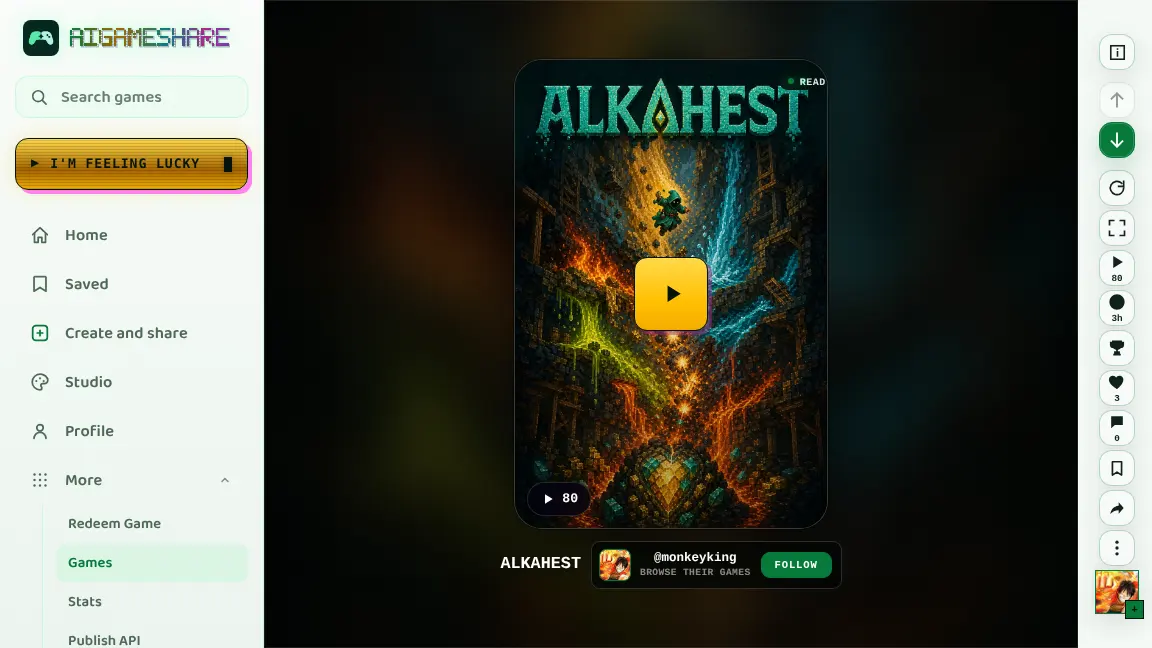 AIGAMESHARE
Search games
I'M FEELING LUCKY
Home
Saved
Create and share
Studio
Profile
More
Redeem Game
Games
Stats
Publish API
ALKAHEST
READ
80
ALKAHEST
@monkeyking
BROWSE THEIR GAMES
FOLLOW
80
3h
3
0